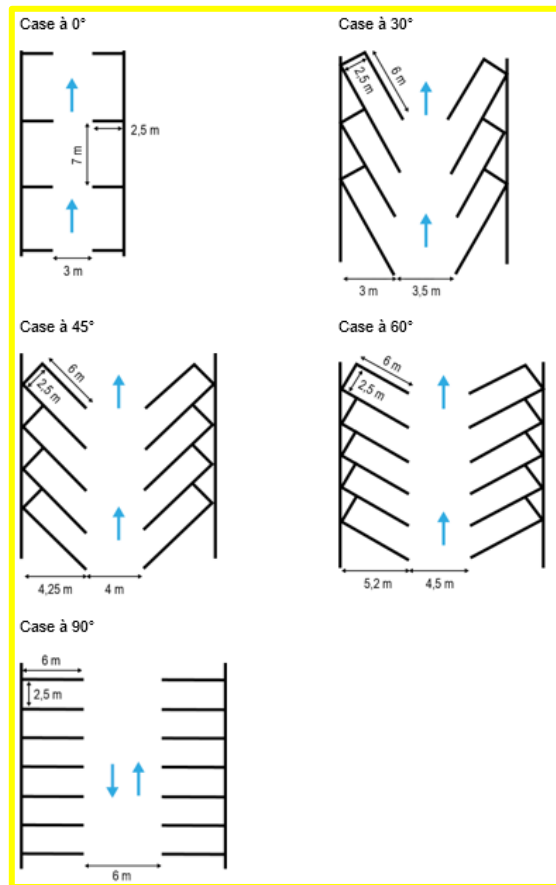 Case à 0°
2,5 m
7 m
3 m
Case à 30°
6 m
2,5 m
3 m
3,5 m
Case à 45°
6 m
2,5 m
4,25 m
4 m
Case à 60°
6 m
2,5 m
5,2 m
4,5 m
Case à 90°
6 m
2,5 m
6 m